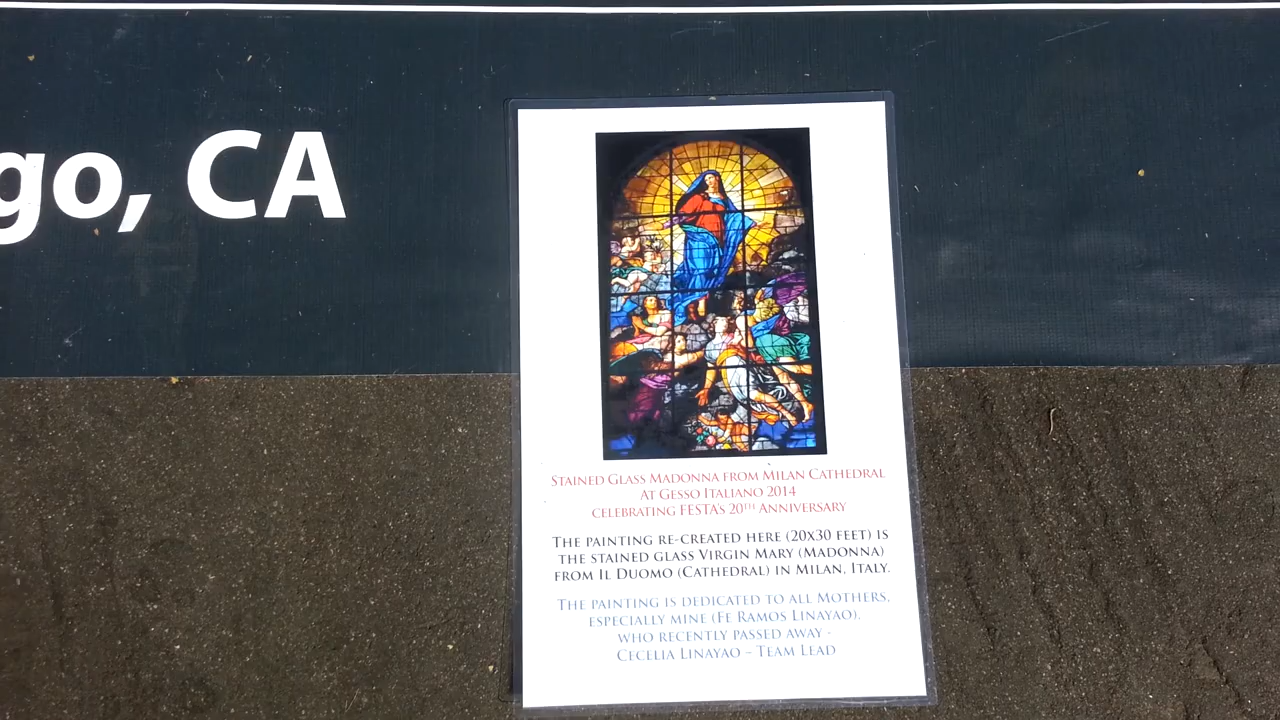 go, CA
STAINED GLASS MADONNA FROM MILAN CATHEDRAL
AT GESSO ITALIANO 2014
CELEBRATING FESTA'S 20TH ANNIVERSARY
THE PAINTING RE-CREATED HERE (20X30 FEET) IS
THE STAINED GLASS VIRGIN MARY (MADONNA)
FROM IL DUOMO (CATHEDRAL) IN MILAN, ITALY.
THE PAINTING IS DEDICATED TO ALL MOTHERS,
ESPECIALLY MINE (FE RAMOS LINAYAO),
WHO RECENTLY PASSED AWAY -
CECELIA LINAYAO – TEAM LEAD